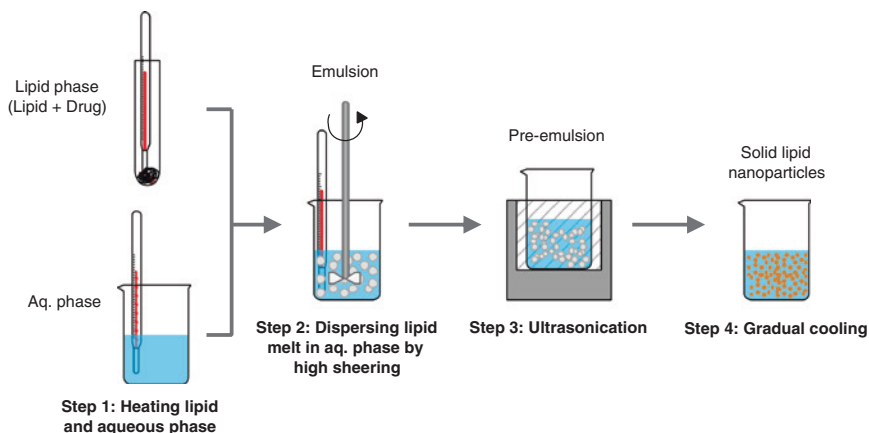 Lipid phase
(Lipid + Drug)
Aq. phase
Step 1: Heating lipid
and aqueous phase
Emulsion
Step 2: Dispersing lipid
melt in aq. phase by
high sheering
Pre-emulsion
Step 3: Ultrasonication
Solid lipid
nanoparticles
Step 4: Gradual cooling